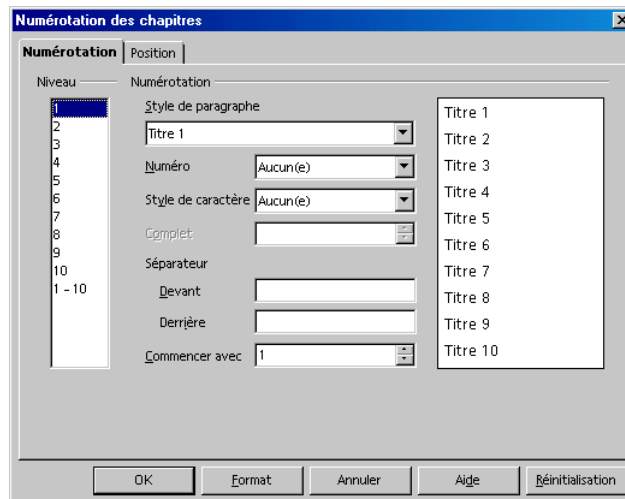 Numérotation des chapitres
Numérotation Position
Niveau
1
2
3
4
5
6
7
8
9
10
1 - 10
Numérotation
Style de paragraphe
Titre 1
Numéro Aucun(e)
Style de caractère Aucun(e)
Complet
Séparateur
Devant
Derrière
Commencer avec 1
Titre 1
Titre 2
Titre 3
Titre 4
Titre 5
Titre 6
Titre 7
Titre 8
Titre 9
Titre 10
OK Format Annuler Aide Réinitialisation